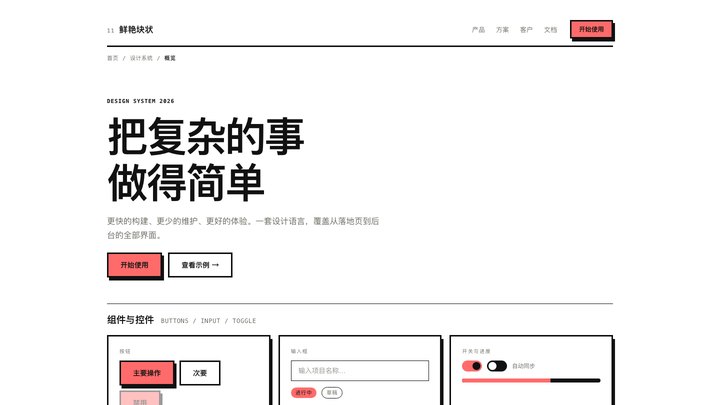 11 鲜艳块状
产品 方案 客户 文档 开始使用
首页 / 设计系统 / 概览
DESIGN SYSTEM 2026
把复杂的事
做得简单
更快的构建、更少的维护、更好的体验。一套设计语言，覆盖从落地页到后
台的全部界面。
开始使用 查看示例 →
组件与控件 BUTTONS / INPUT / TOGGLE
按钮
主要操作 次要
禁用
输入框
输入项目名称...
进行中 草稿
开关与进度
自动同步